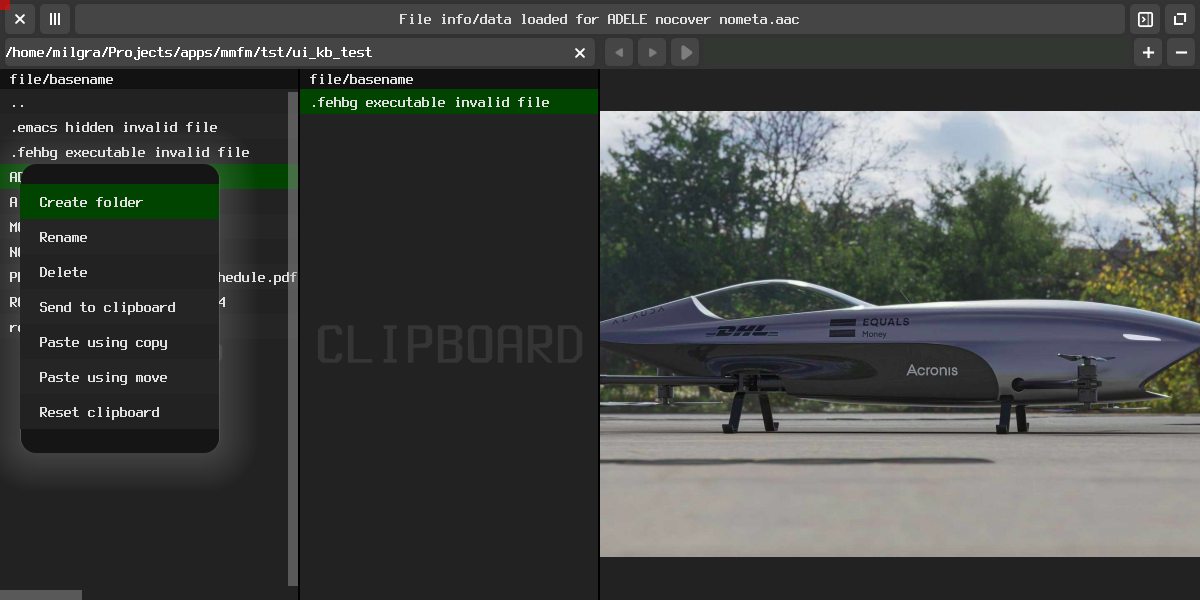 File info/data loaded for ADELE nocover nometa.aac
/home/milgra/Projects/apps/mmfm/tst/ui_kb_test
file/basename
file/basename
..
.fehbg executable invalid file
.emacs hidden invalid file
.fehbg executable invalid file
Create folder
Rename
Delete
Send to clipboard
Paste using copy
Paste using move
Reset clipboard
hedule.pdf
CLIPBOARD
DHL
EQUALS
Money
Acronis